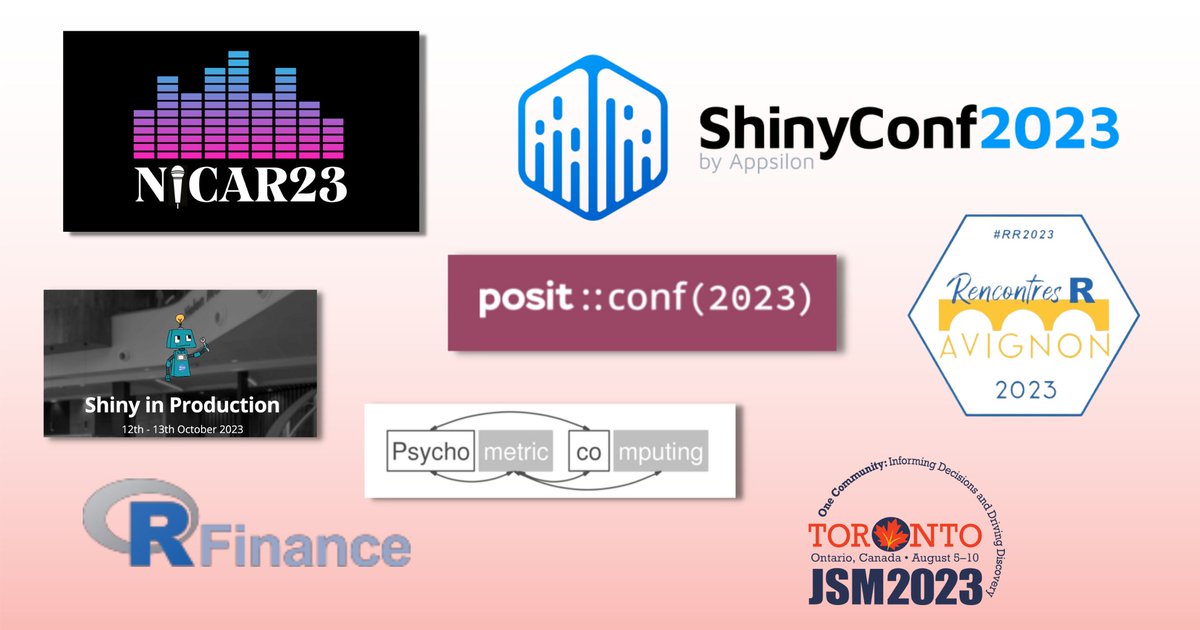 NICAR23
ShinyConf2023
by Appsilon
#RR2023
Rencontres R
AVIGNON
2023
posit::conf(2023)
Shiny in Production
12th - 13th October 2023
Psycho metric co mputing
R Finance
One Community: Informing Decisions and Driving Discovery
TORONTO
Ontario, Canada • August 5–10
JSM2023